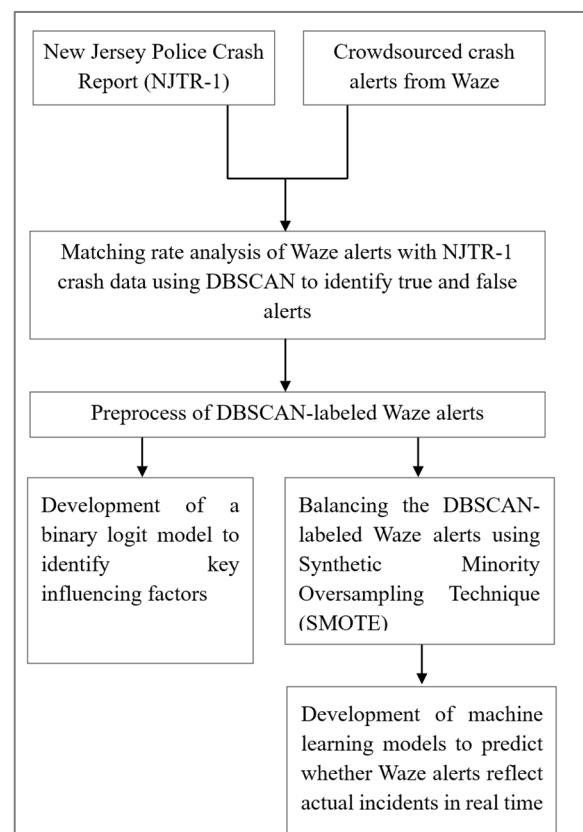 New Jersey Police Crash
Report (NJTR-1)
Crowdsourced crash
alerts from Waze
Matching rate analysis of Waze alerts with NJTR-1
crash data using DBSCAN to identify true and false
alerts
Preprocess of DBSCAN-labeled Waze alerts
Development of a
binary logit model to
identify key
influencing factors
Balancing the DBSCAN-
labeled Waze alerts using
Synthetic Minority
Oversampling Technique
(SMOTE)
Development of machine
learning models to predict
whether Waze alerts reflect
actual incidents in real time